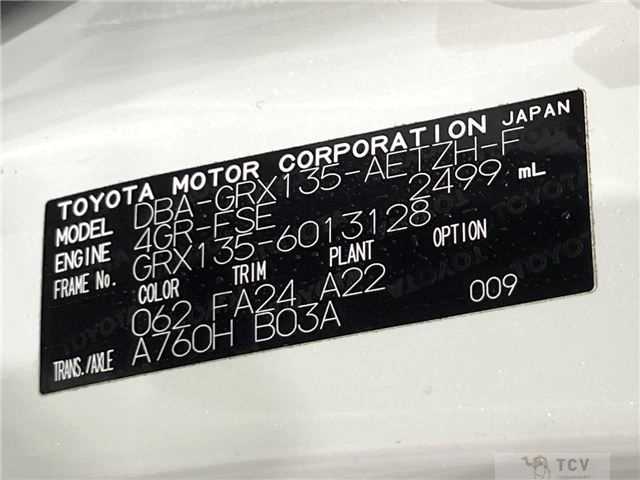 TOYOTA MOTOR CORPORATION JAPAN
MODEL DBA-GRX135-AETZH-F
ENGINE 4GR-FSE 2499 mL
FRAME No. GRX135-6013128
COLOR TRIM PLANT OPTION
062 FA24 A22 009
TRANS./AXLE A760H B03A
TCV